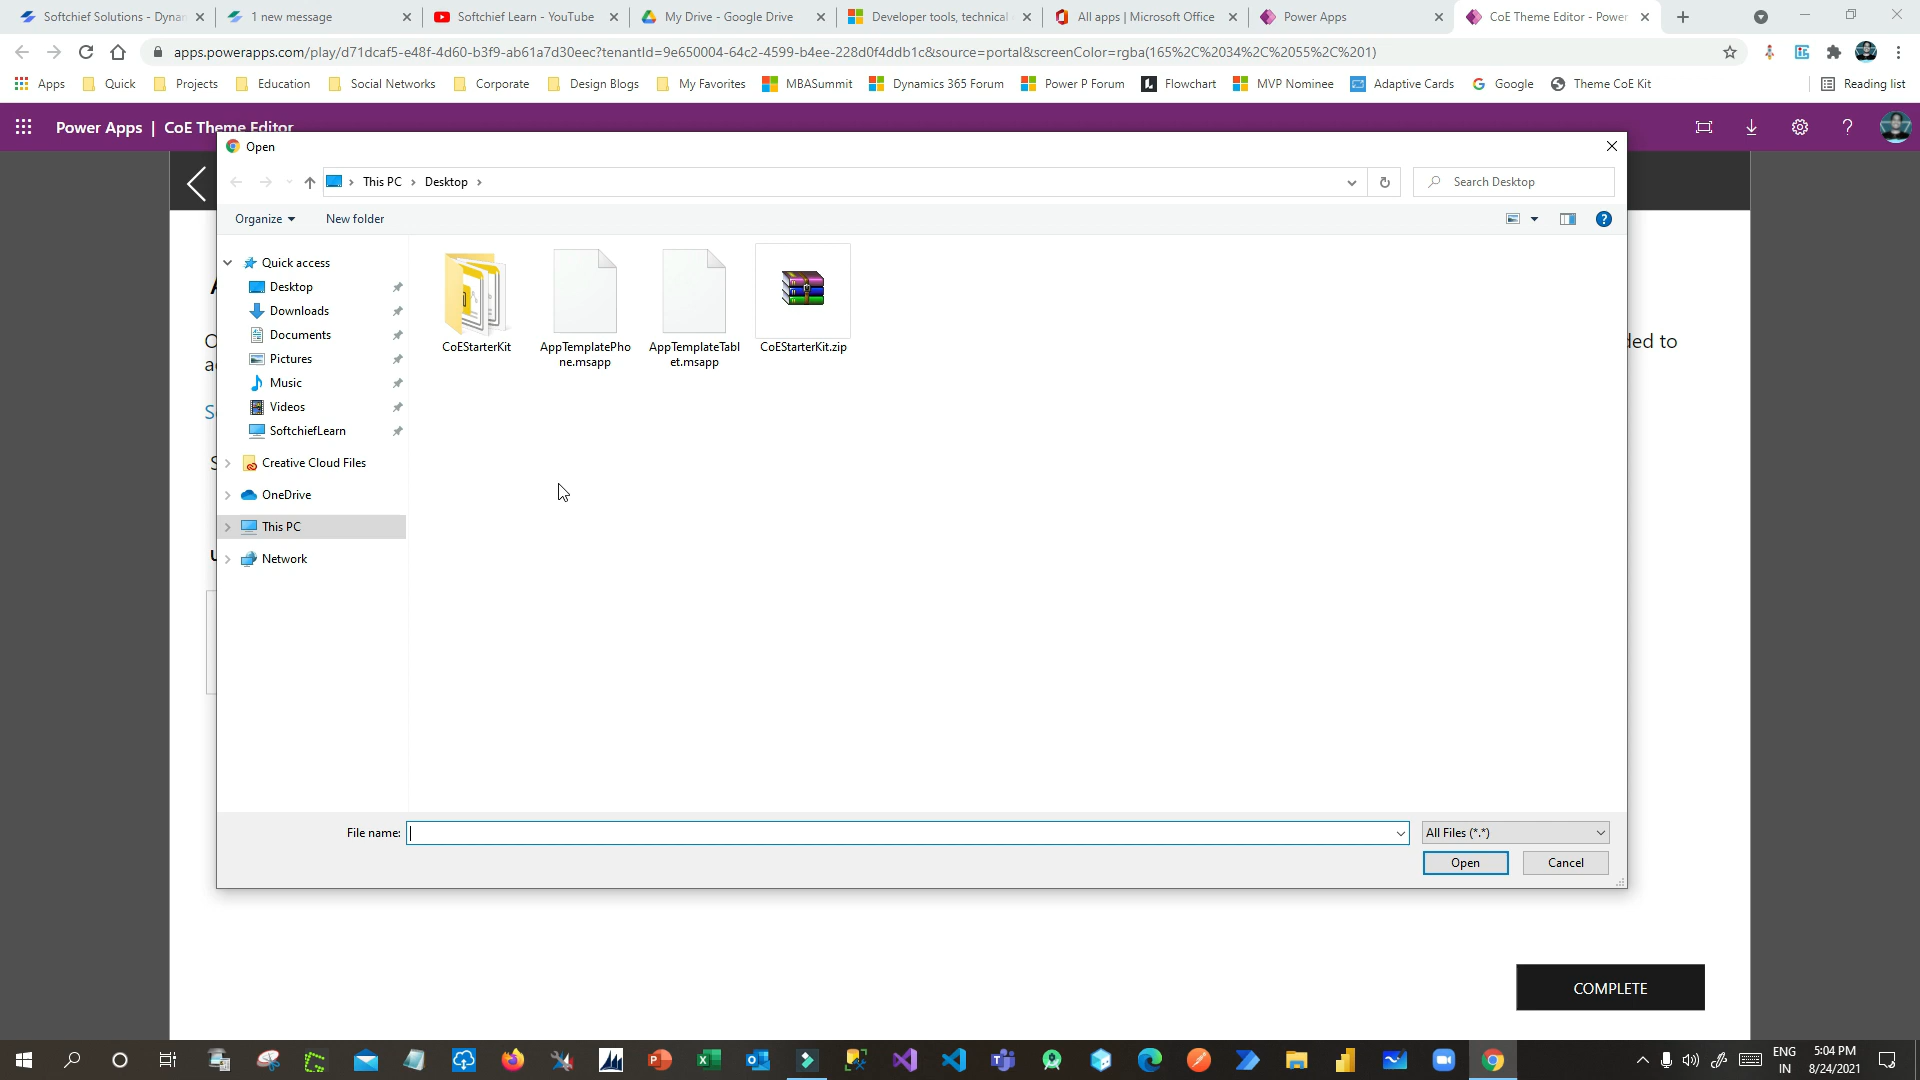 Softchief Solutions - Dynan
1 new message
Softchief Learn - YouTube
My Drive - Google Drive
Developer tools, technical
All apps | Microsoft Office
Power Apps
CoE Theme Editor - Power
apps.powerapps.com/play/d71dcaf5-e48f-4d60-b3f9-ab61a7d30eec?tenantId=9e650004-64c2-4599-b4ee-228d0f4ddb1c&source=portal&screenColor=rgba(165%2C%2034%2C%2055%2C%201)
Apps
Quick
Projects
Education
Social Networks
Corporate
Design Blogs
My Favorites
MBASummit
Dynamics 365 Forum
Power P Forum
Flowchart
MVP Nominee
Adaptive Cards
Google
Theme CoE Kit
Reading list
Power Apps | CoE Theme Editor
Open
This PC > Desktop >
Search Desktop
Organize
New folder
Quick access
Desktop
Downloads
Documents
Pictures
Music
Videos
SoftchiefLearn
Creative Cloud Files
OneDrive
This PC
Network
CoEStarterKit
AppTemplatePho
ne.msapp
AppTemplateTabl
et.msapp
CoEStarterKit.zip
ded to
File name:
All Files (*.*)
Open
Cancel
COMPLETE
ENG
IN
5:04 PM
8/24/2021